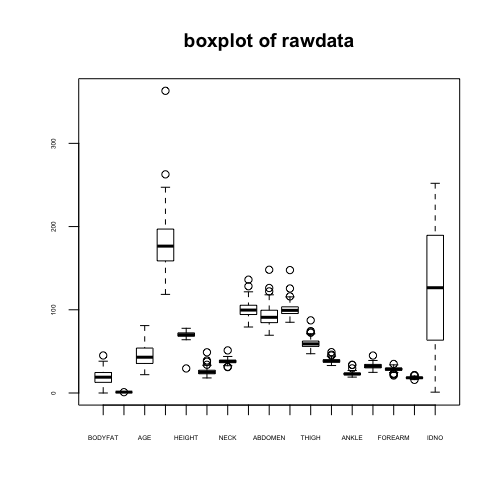 boxplot of rawdata
300
200
100
0
BODYFAT AGE HEIGHT NECK ABDOMEN THIGH ANKLE FOREARM IDNO